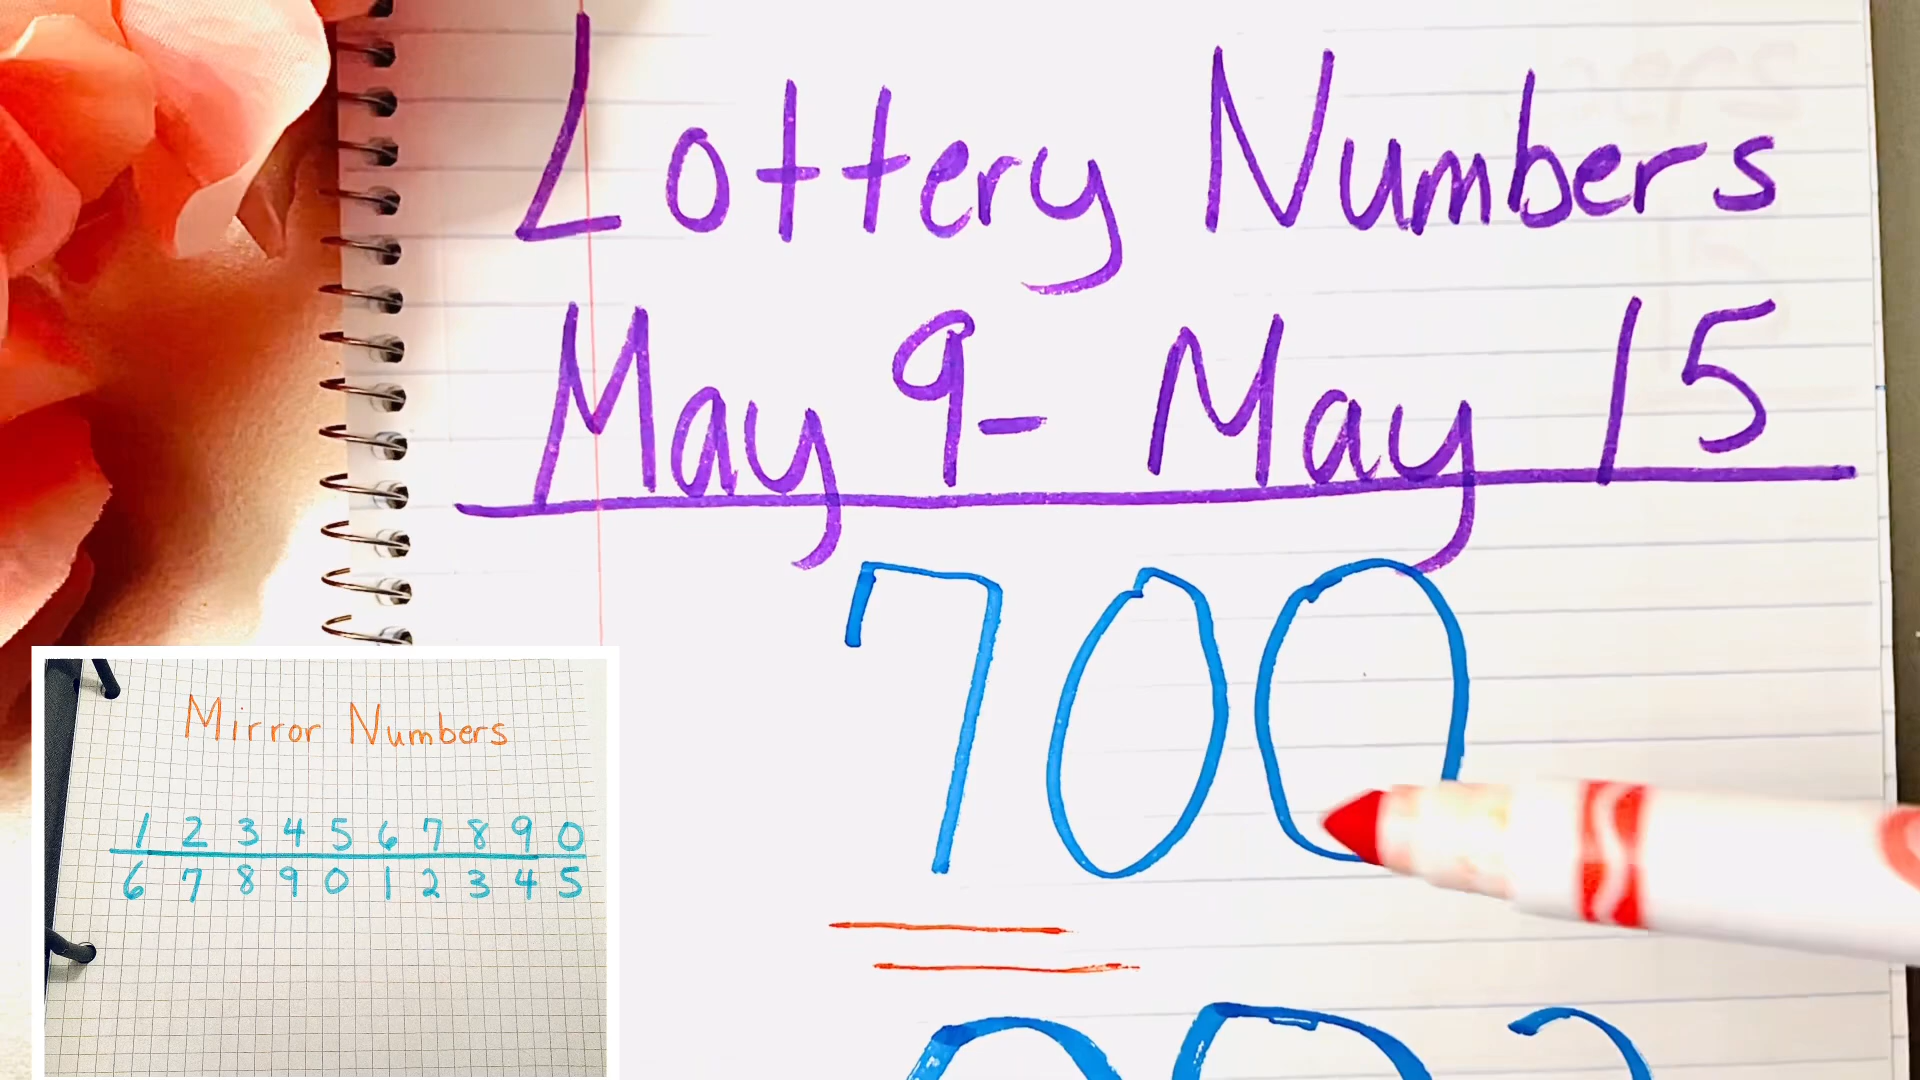 Lottery Numbers
May 9- May 15
700
Mirror Numbers
1 2 3 4 5 6 7 8 9 0
6 7 8 9 0 1 2 3 4 5